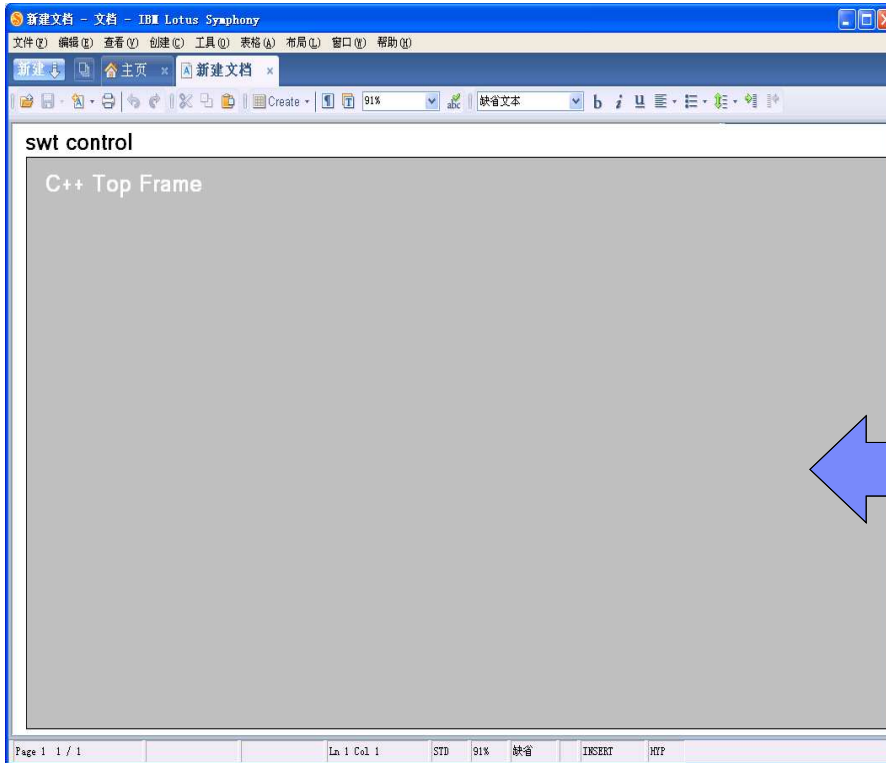 新建文档 - 文档 - IBM Lotus Symphony
文件(F) 编辑(E) 查看(V) 创建(C) 工具(O) 表格(A) 布局(L) 窗口(W) 帮助(H)
新建 主页 × 新建文档 ×
Create 91% abc 缺省文本 b i u
swt control
C++ Top Frame
Page 1 1 / 1 Ln 1 Col 1 STD 91% 缺省 INSERT HYP